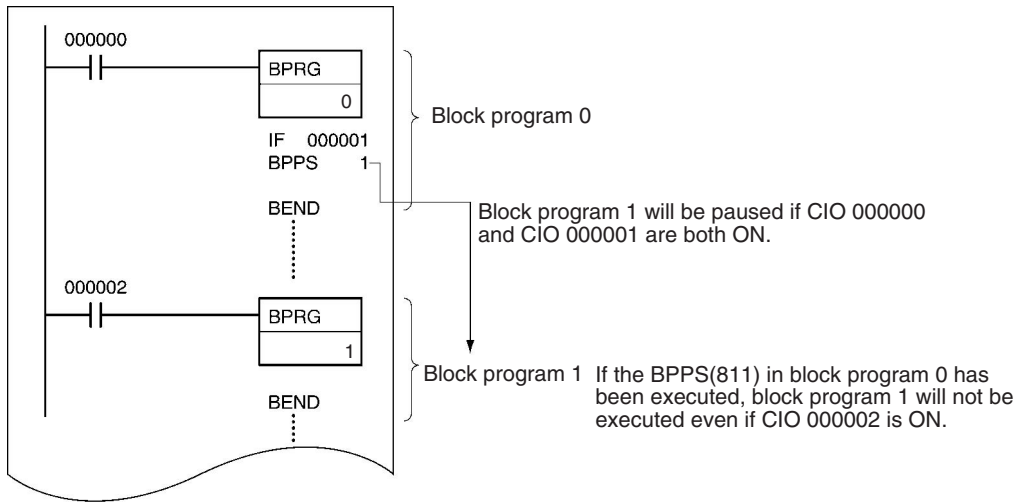 000000
BPRG
0
Block program 0
IF 000001
BPPS 1
BEND
Block program 1 will be paused if CIO 000000
and CIO 000001 are both ON.
000002
BPRG
1
Block program 1
If the BPPS(811) in block program 0 has
been executed, block program 1 will not be
executed even if CIO 000002 is ON.
BEND